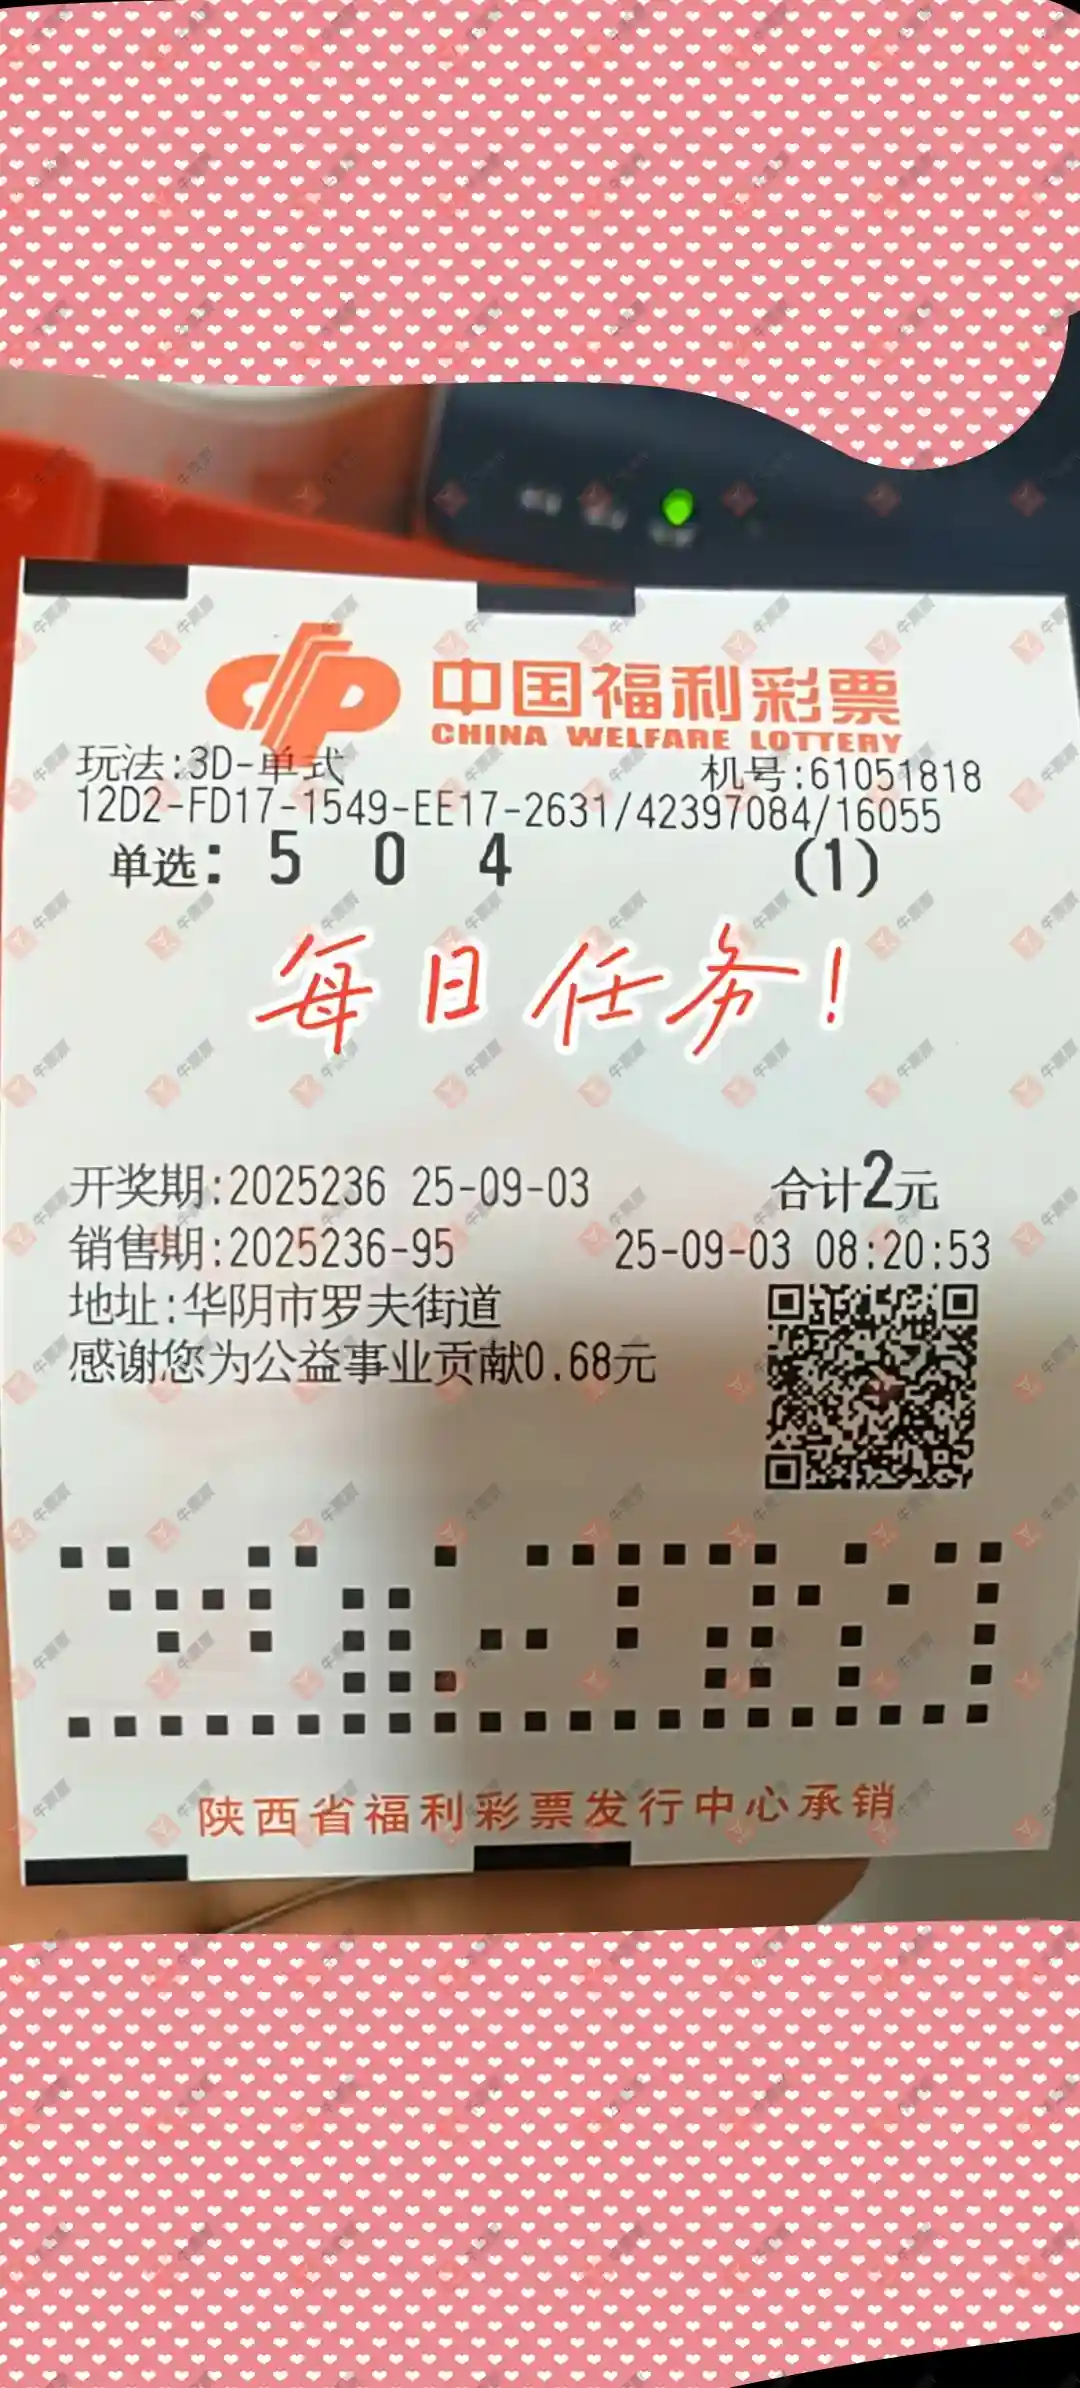 中国福利彩票
CHINA WELFARE LOTTERY
玩法:3D-单式 机号:61051818
12D2-FD17-1549-EE17-2631/42397084/16055
单选: 5 0 4 (1)
每日任务!
开奖期:2025236 25-09-03 合计2元
销售期:2025236-95 25-09-03 08:20:53
地址:华阴市罗夫街道
感谢您为公益事业贡献0.68元
陕西省福利彩票发行中心承销